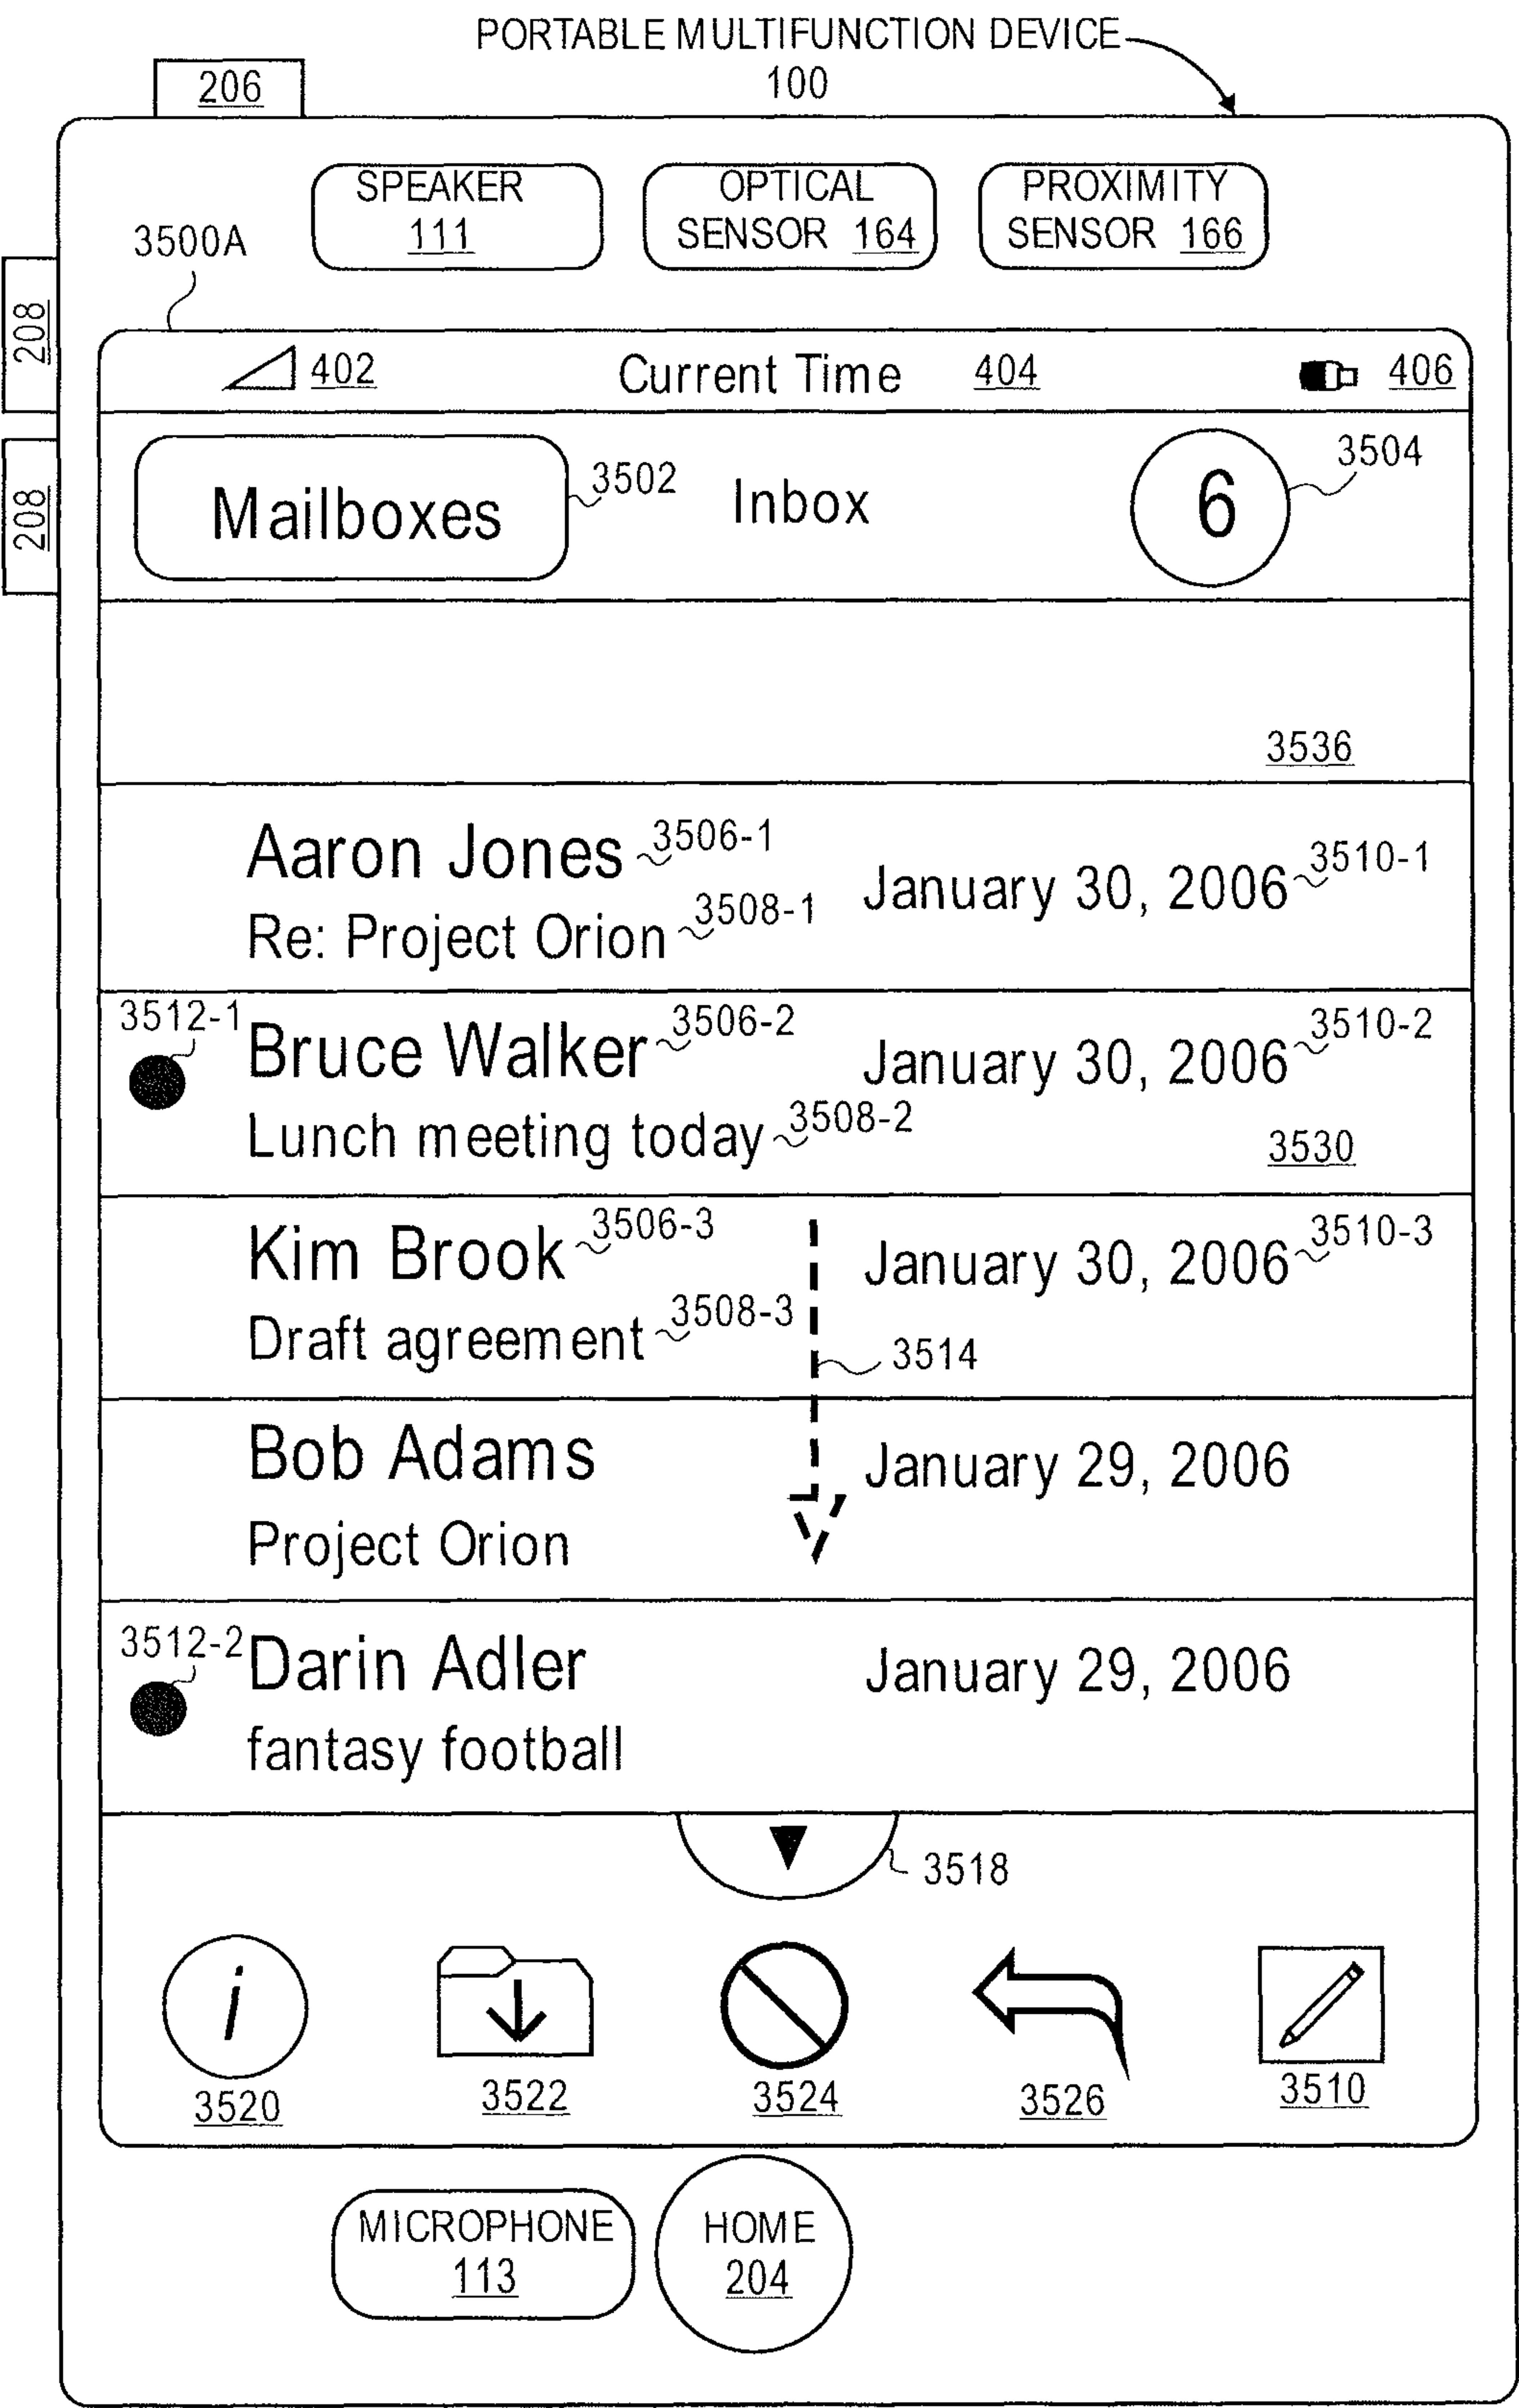 PORTABLE MULTIFUNCTION DEVICE
100
206
SPEAKER
111
OPTICAL
SENSOR 164
PROXIMITY
SENSOR 166
3500A
208
208
402 Current Time 404 406
Mailboxes 3502 Inbox 6 3504
3536
Aaron Jones 3506-1
January 30, 2006 3510-1
Re: Project Orion 3508-1
3512-1
Bruce Walker 3506-2
January 30, 2006 3510-2
Lunch meeting today 3508-2
3530
Kim Brook 3506-3
January 30, 2006 3510-3
Draft agreement 3508-3
3514
Bob Adams
January 29, 2006
Project Orion
3512-2
Darin Adler
January 29, 2006
fantasy football
3518
i
3520 3522 3524 3526 3510
MICROPHONE
113
HOME
204